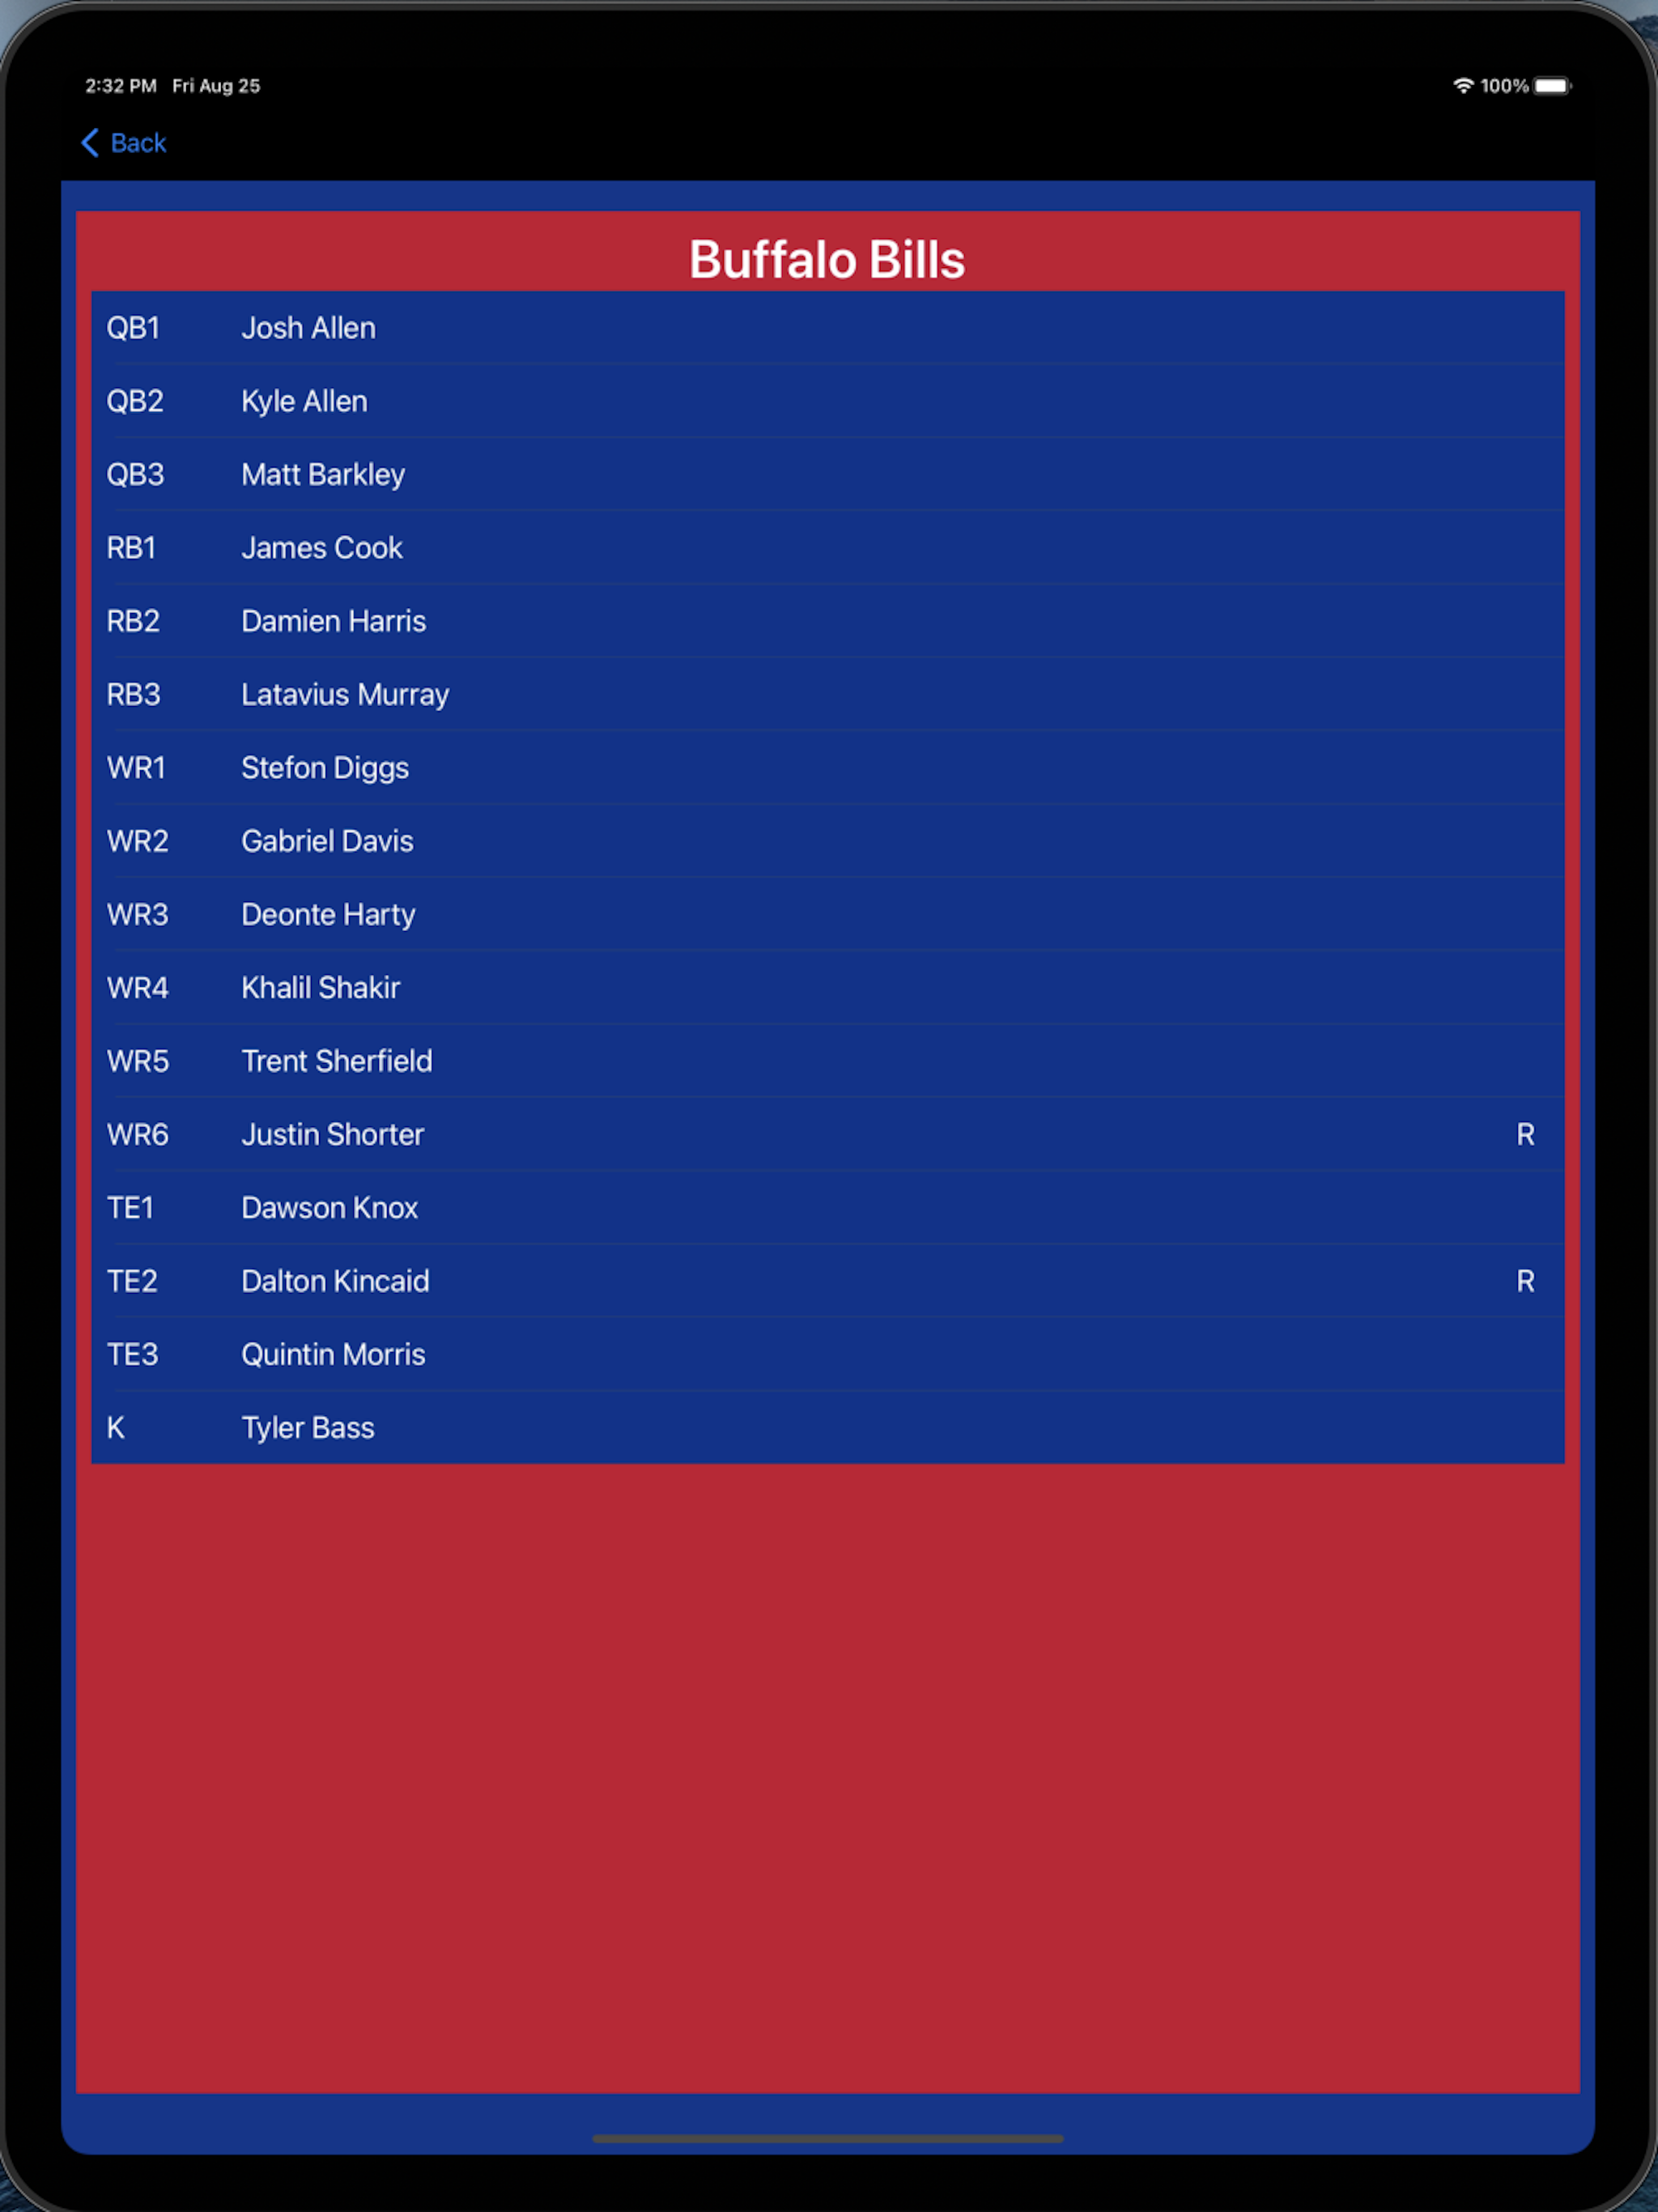 2:32 PM Fri Aug 25 100%
Back
Buffalo Bills
QB1 Josh Allen
QB2 Kyle Allen
QB3 Matt Barkley
RB1 James Cook
RB2 Damien Harris
RB3 Latavius Murray
WR1 Stefon Diggs
WR2 Gabriel Davis
WR3 Deonte Harty
WR4 Khalil Shakir
WR5 Trent Sherfield
WR6 Justin Shorter R
TE1 Dawson Knox
TE2 Dalton Kincaid R
TE3 Quintin Morris
K Tyler Bass